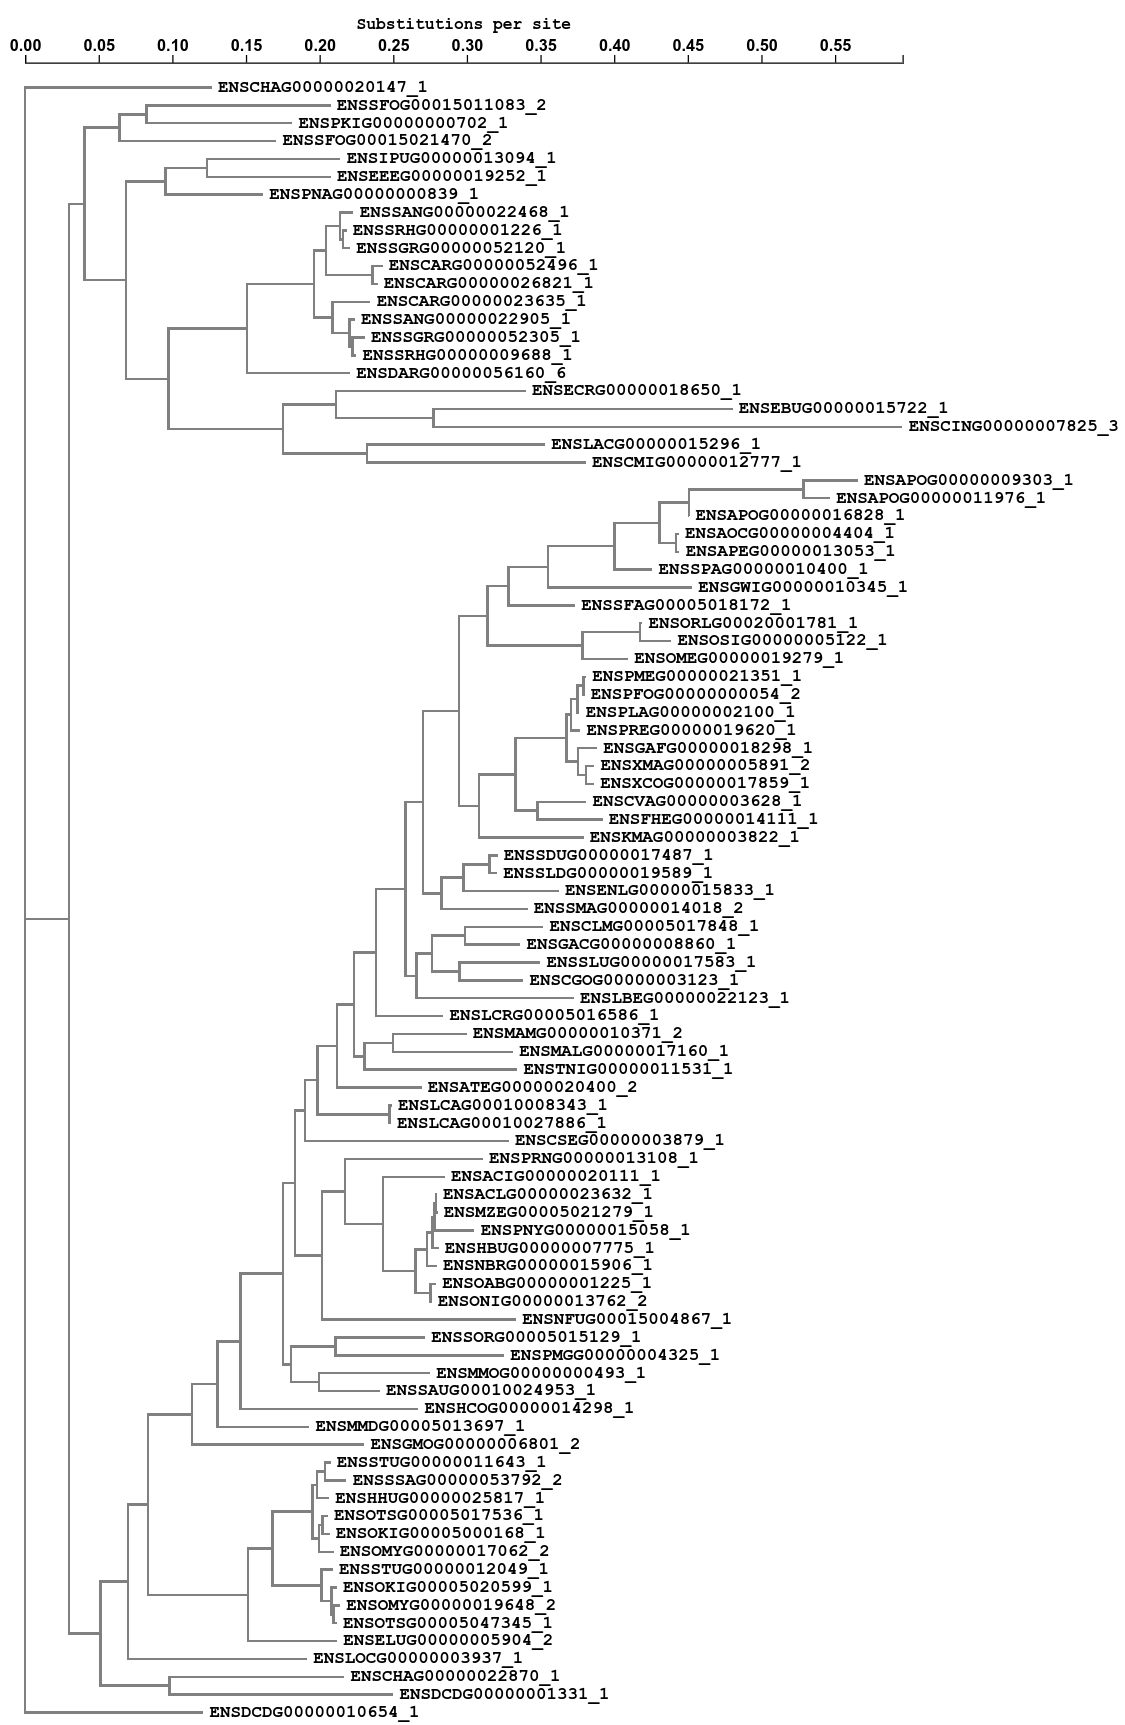 Substitutions per site
0.00 0.05 0.10 0.15 0.20 0.25 0.30 0.35 0.40 0.45 0.50 0.55
ENSCHAG00000020147_1
ENSSFOG00015011083_2
ENSPKIG00000000702_1
ENSSFOG00015021470_2
ENSIPUG00000013094_1
ENSEEEG00000019252_1
ENSPNAG00000000839_1
ENSSANG00000022468_1
ENSSRHG00000001226_1
ENSSGRG00000052120_1
ENSCARG00000052496_1
ENSCARG00000026821_1
ENSCARG00000023635_1
ENSSANG00000022905_1
ENSSGRG00000052305_1
ENSSRHG00000009688_1
ENSDARG00000056160_6
ENSECRG00000018650_1
ENSEBUG00000015722_1
ENSCING00000007825_3
ENSLACG00000015296_1
ENSCMIG00000012777_1
ENSAPOG00000009303_1
ENSAPOG00000011976_1
ENSAPOG00000016828_1
ENSAOCG00000004404_1
ENSAPEG00000013053_1
ENSSPAG00000010400_1
ENSGWIG00000010345_1
ENSSFAG00005018172_1
ENSORLG00020001781_1
ENSOSIG00000005122_1
ENSOMEG00000019279_1
ENSPMEG00000021351_1
ENSPFOG00000000054_2
ENSPLAG00000002100_1
ENSPREG00000019620_1
ENSGAFG00000018298_1
ENSXMAG00000005891_2
ENSXCOG00000017859_1
ENSCVAG00000003628_1
ENSFHEG00000014111_1
ENSKMAG00000003822_1
ENSSDUG00000017487_1
ENSSLDG00000019589_1
ENSENLG00000015833_1
ENSSMAG00000014018_2
ENSCLMG00005017848_1
ENSGACG00000008860_1
ENSSLUG00000017583_1
ENSCGOG00000003123_1
ENSLBEG00000022123_1
ENSLCRG00005016586_1
ENSMAMG00000010371_2
ENSMALG00000017160_1
ENSTNIG00000011531_1
ENSATEG00000020400_2
ENSLCAG00010008343_1
ENSLCAG00010027886_1
ENSCSEG00000003879_1
ENSPRNG00000013108_1
ENSACIG00000020111_1
ENSACLG00000023632_1
ENSMZEG00005021279_1
ENSPNYG00000015058_1
ENSHBUG00000007775_1
ENSNBRG00000015906_1
ENSOABG00000001225_1
ENSONIG00000013762_2
ENSNFUG00015004867_1
ENSSORG00005015129_1
ENSPMGG00000004325_1
ENSMMOG00000000493_1
ENSSAUG00010024953_1
ENSHCOG00000014298_1
ENSMMDG00005013697_1
ENSGMOG00000006801_2
ENSSTUG00000011643_1
ENSSSAG00000053792_2
ENSHHUG00000025817_1
ENSOTSG00005017536_1
ENSOKIG00005000168_1
ENSOMYG00000017062_2
ENSSTUG00000012049_1
ENSOKIG00005020599_1
ENSOMYG00000019648_2
ENSOTSG00005047345_1
ENSELUG00000005904_2
ENSLOCG00000003937_1
ENSCHAG00000022870_1
ENSDCDG00000001331_1
ENSDCDG00000010654_1